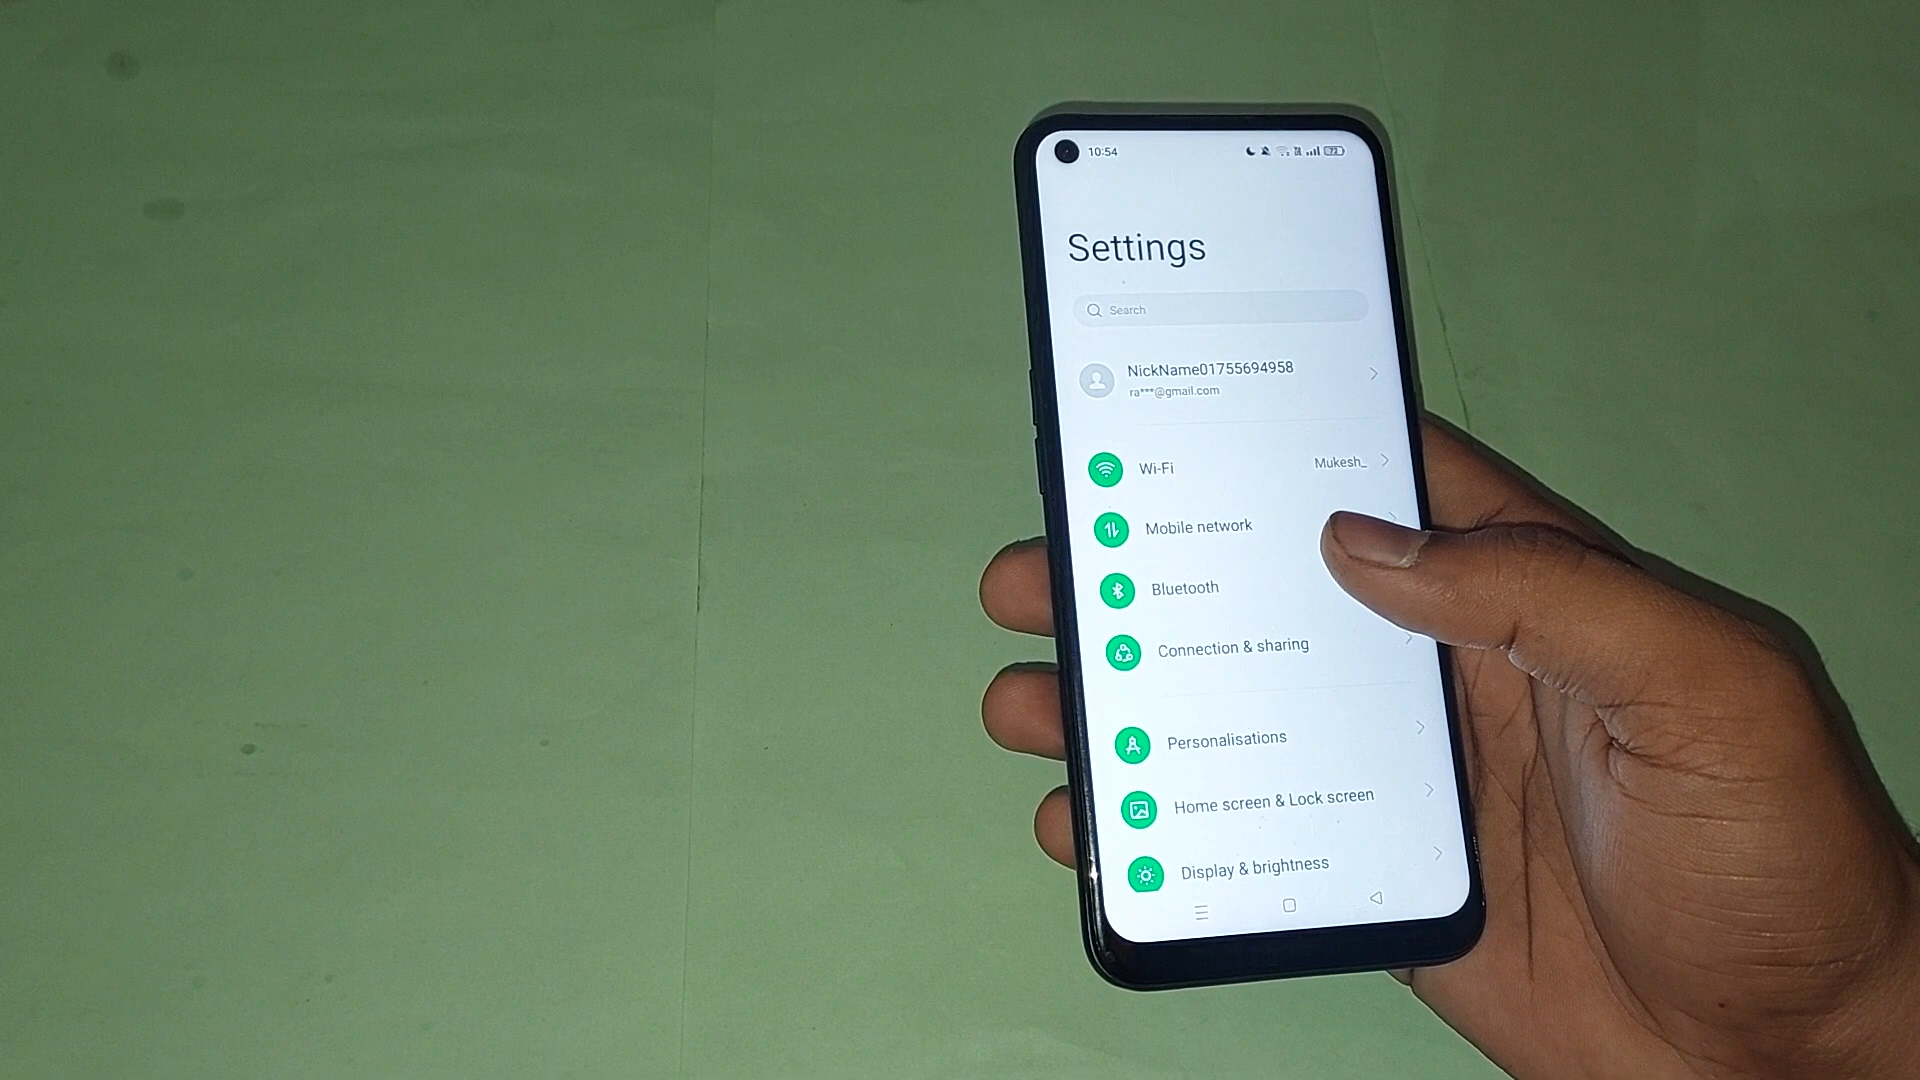 10:54
72
Settings
Search
NickName01755694958
ra***@gmail.com
Wi-Fi
Mukesh_
Mobile network
Bluetooth
Connection & sharing
Personalisations
Home screen & Lock screen
Display & brightness